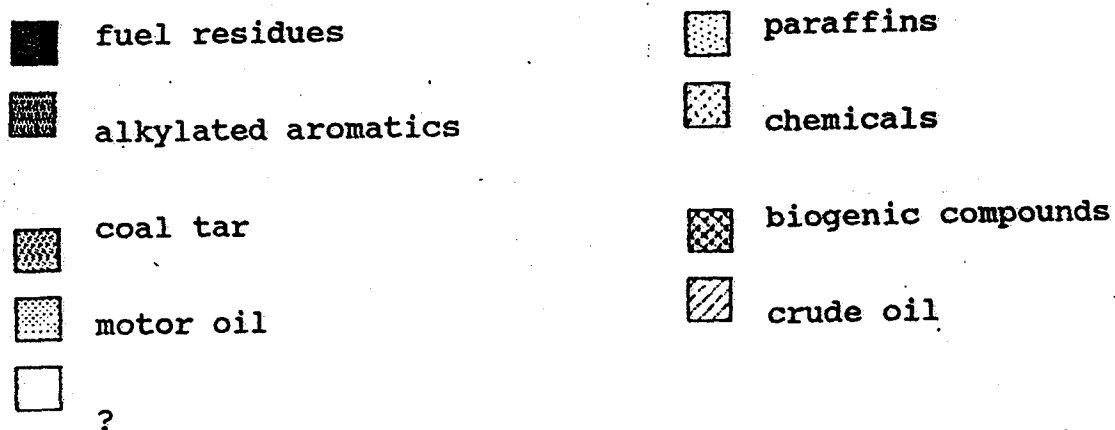 fuel residues
alkylated aromatics
coal tar
motor oil
?
paraffins
chemicals
biogenic compounds
crude oil